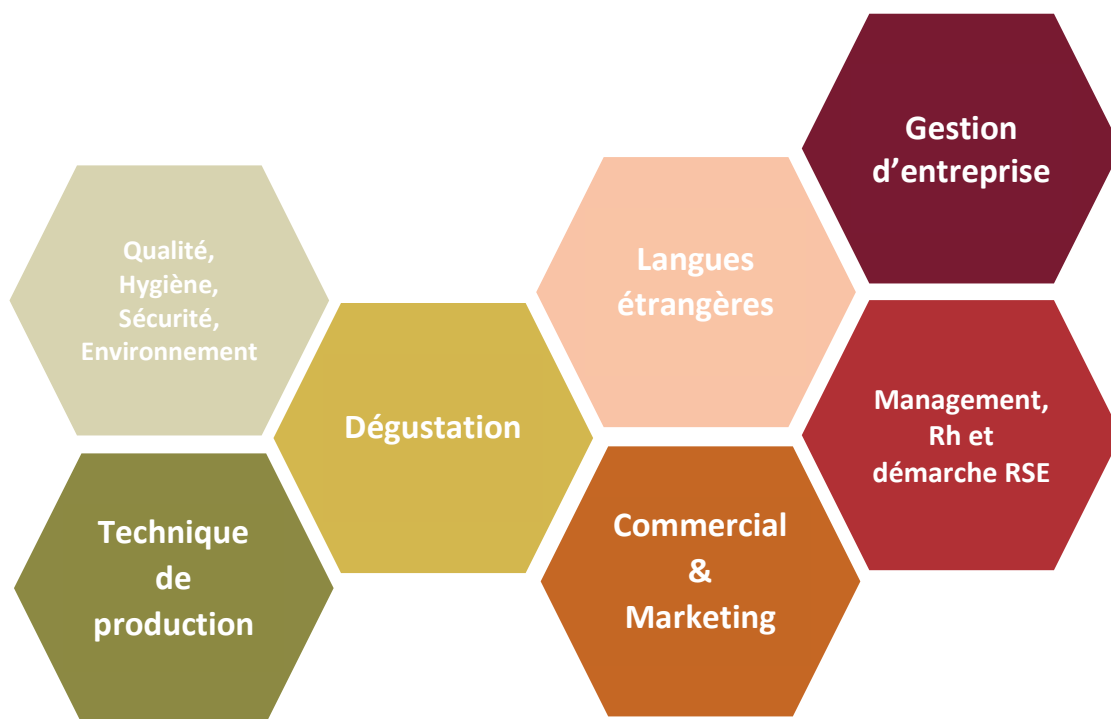 Gestion
d’entreprise
Qualité,
Hygiène,
Sécurité,
Environnement
Langues
étrangères
Dégustation
Management,
Rh et
démarche RSE
Technique
de
production
Commercial
&
Marketing